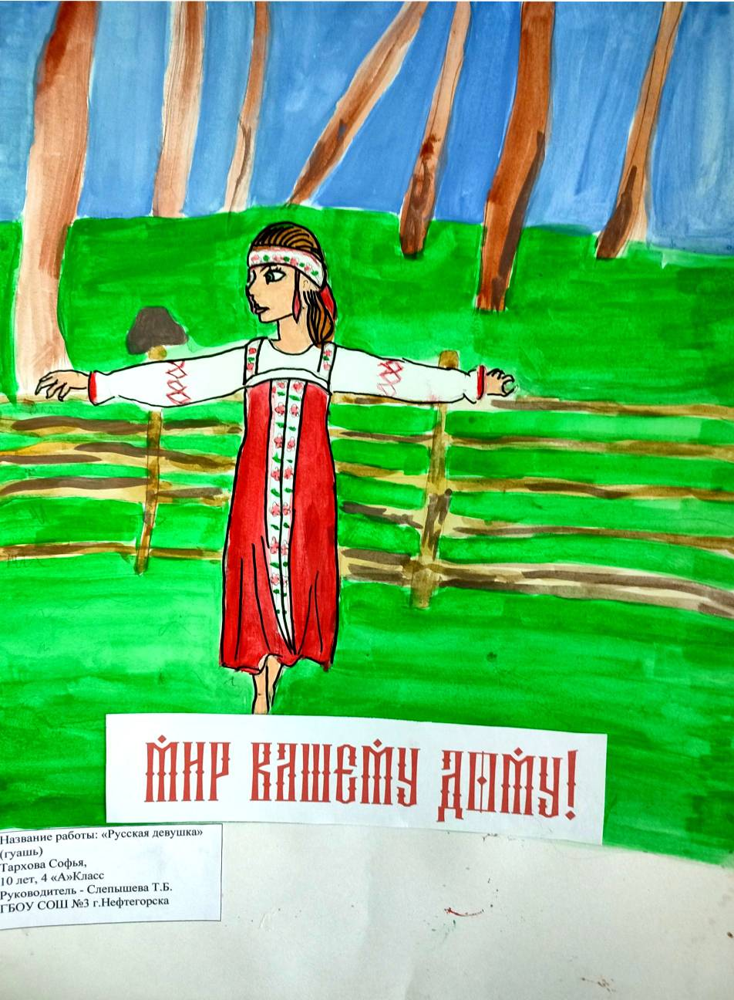 МИР ВАШЕМУ ДОМУ!
Название работы: «Русская девушка»
(гуашь)
Тархова Софья,
10 лет, 4 «А»Класс
Руководитель - Слепышева Т.Б.
ГБОУ СОШ №3 г.Нефтегорска